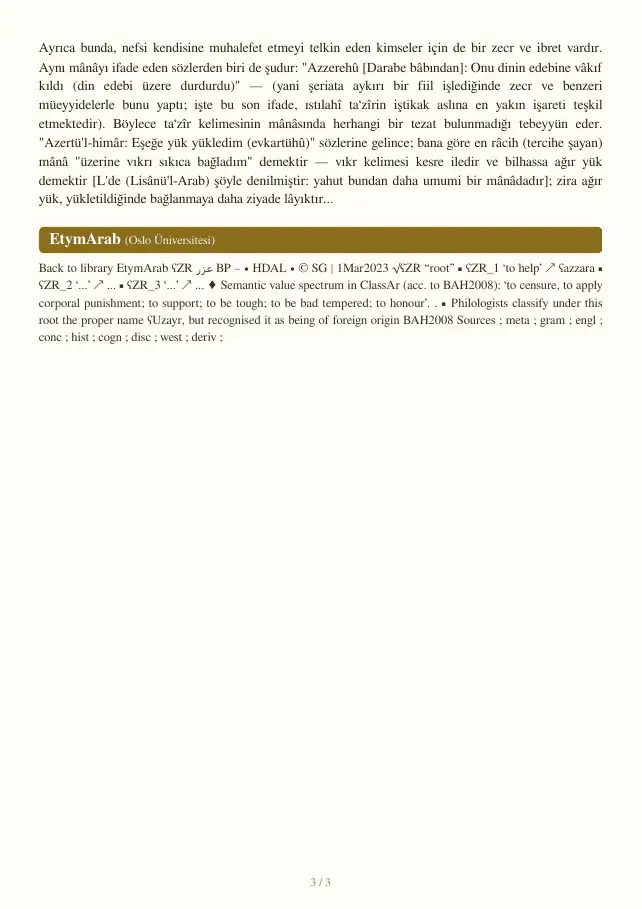 Ayrıca bunda, nefsi kendisine muhalefet etmeyi telkin eden kimseler için de bir zecr ve ibret vardır.
Aynı mânâyı ifade eden sözlerden biri de şudur: "Azzerehû [Darabe bâbından]: Onu dinin edebine vâkıf
kıldı (din edebi üzere durdurdu)" — (yani şeriata aykırı bir fiil işlediğinde zecr ve benzeri
müeyyidelerle bunu yaptı; işte bu son ifade, ıstılahî ta‘zîrin iştikak aslına en yakın işareti teşkil
etmektedir). Böylece ta‘zîr kelimesinin mânâsında herhangi bir tezat bulunmadığı tebeyyün eder.
"Azertü'l-himâr: Eşeğe yük yükledim (evkartühû)" sözlerine gelince; bana göre en râcih (tercihe şayan)
mânâ "üzerine vıkrı sıkıca bağladım" demektir — vıkr kelimesi kesre iledir ve bilhassa ağır yük
demektir [L'de (Lisânü'l-Arab) şöyle denilmiştir: yahut bundan daha umumi bir mânâdadır]; zira ağır
yük, yükletildiğinde bağlanmaya daha ziyade lâyıktır...
EtymArab (Oslo Üniversitesi)
Back to library EtymArab ʕZR عزر BP – • HDAL • © SG | 1Mar2023 √ʕZR “root” ▪ ʕZR_1 ‘to help’ ↗ ʕazzara ▪
ʕZR_2 ‘...’ ↗ ... ▪ ʕZR_3 ‘...’ ↗ ... ♦ Semantic value spectrum in ClassAr (acc. to BAH2008): ‘to censure, to apply
corporal punishment; to support; to be tough; to be bad tempered; to honour’. . ▪ Philologists classify under this
root the proper name ʕUzayr, but recognised it as being of foreign origin BAH2008 Sources ; meta ; gram ; engl ;
conc ; hist ; cogn ; disc ; west ; deriv ;
3 / 3